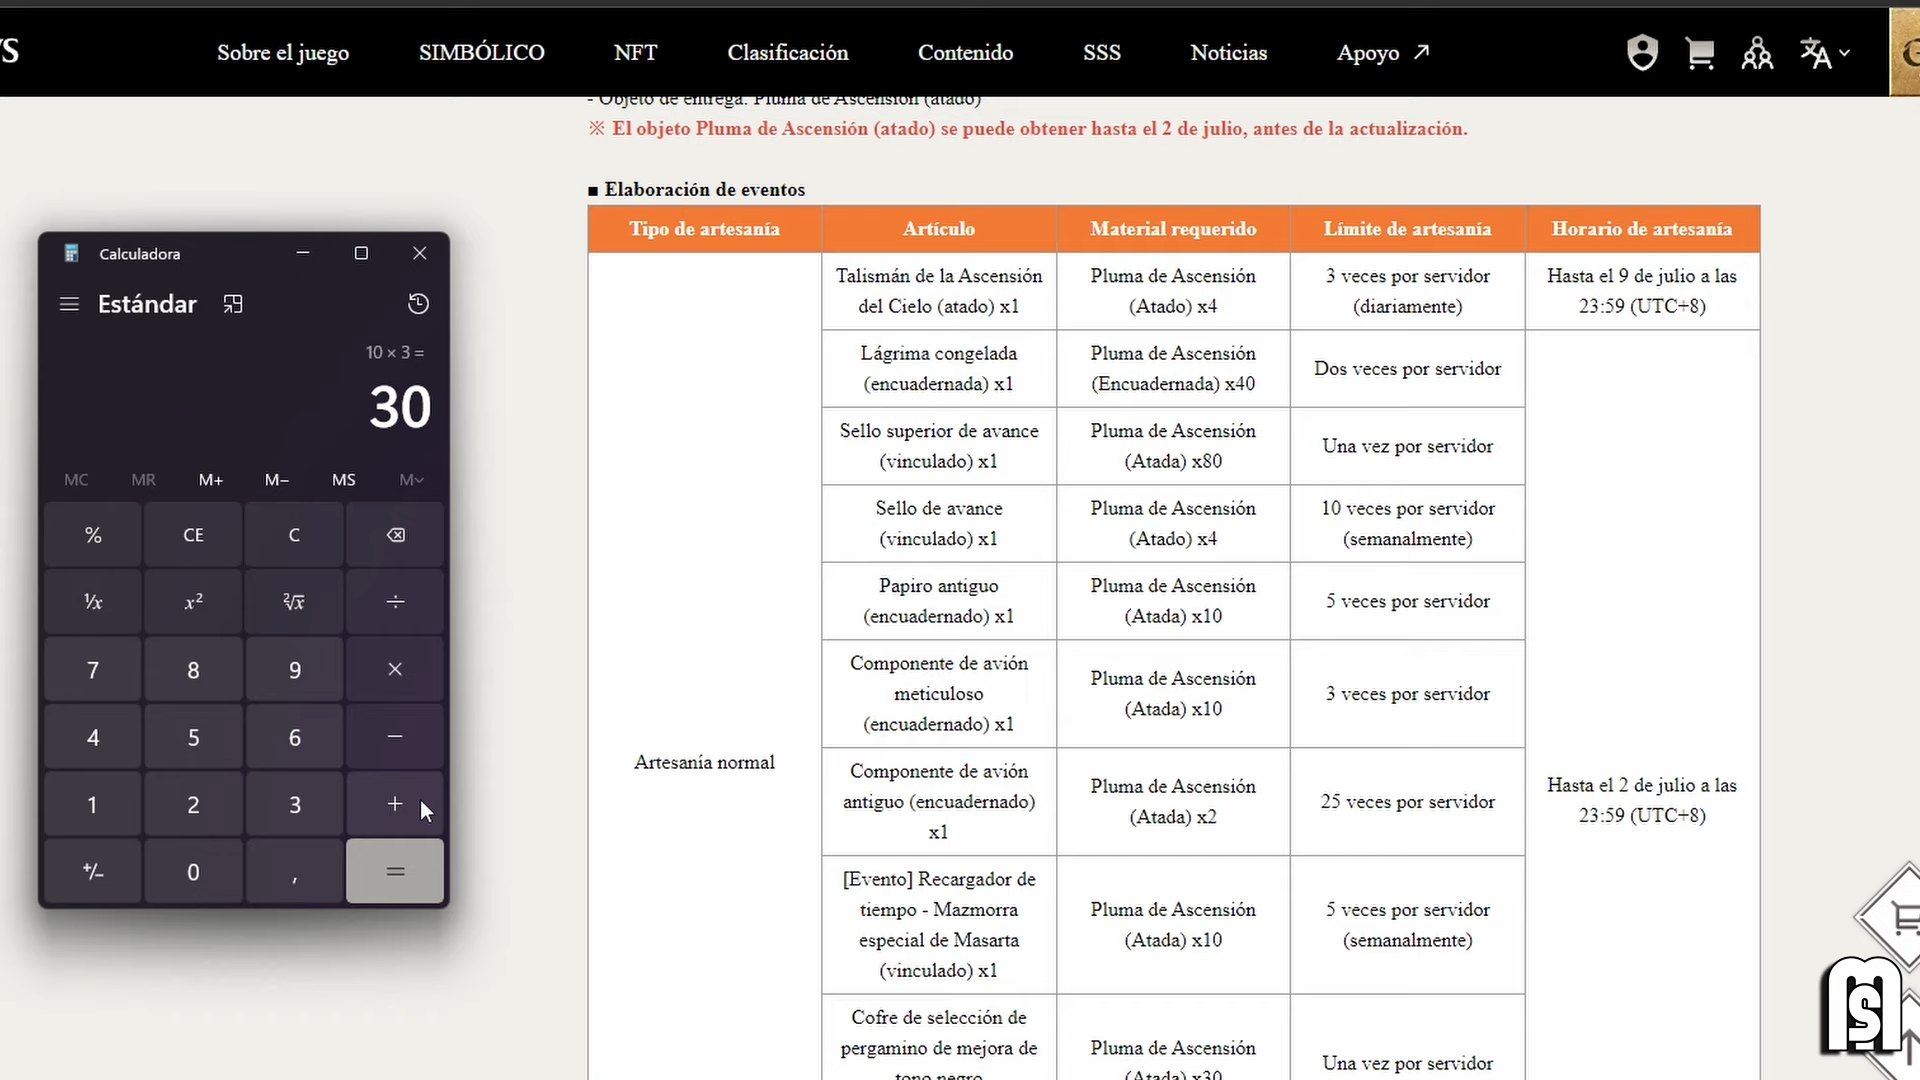 Sobre el juego
SIMBÓLICO
NFT
Clasificación
Contenido
SSS
Noticias
Apoyo
- Objeto de entrega: Pluma de Ascensión (atado)
※ El objeto Pluma de Ascensión (atado) se puede obtener hasta el 2 de julio, antes de la actualización.
■ Elaboración de eventos
Tipo de artesanía
Artículo
Material requerido
Límite de artesanía
Horario de artesanía
Artesanía normal
Talismán de la Ascensión
del Cielo (atado) x1
Pluma de Ascensión
(Atado) x4
3 veces por servidor
(diariamente)
Hasta el 9 de julio a las
23:59 (UTC+8)
Lágrima congelada
(encuadernada) x1
Pluma de Ascensión
(Encuadernada) x40
Dos veces por servidor
Hasta el 2 de julio a las
23:59 (UTC+8)
Sello superior de avance
(vinculado) x1
Pluma de Ascensión
(Atada) x80
Una vez por servidor
Sello de avance
(vinculado) x1
Pluma de Ascensión
(Atado) x4
10 veces por servidor
(semanalmente)
Papiro antiguo
(encuadernado) x1
Pluma de Ascensión
(Atada) x10
5 veces por servidor
Componente de avión
meticuloso
(encuadernado) x1
Pluma de Ascensión
(Atada) x10
3 veces por servidor
Componente de avión
antiguo (encuadernado)
x1
Pluma de Ascensión
(Atada) x2
25 veces por servidor
[Evento] Recargador de
tiempo - Mazmorra
especial de Masarta
(vinculado) x1
Pluma de Ascensión
(Atada) x10
5 veces por servidor
(semanalmente)
Cofre de selección de
pergamino de mejora de
tono negro
Pluma de Ascensión
(Atada) x30
Una vez por servidor
Calculadora
Estándar
10 × 3 =
30
MC MR M+ M− MS M
% CE C
¹/x x² ²√x ÷
7 8 9 ×
4 5 6 −
1 2 3 +
+/− 0 , =